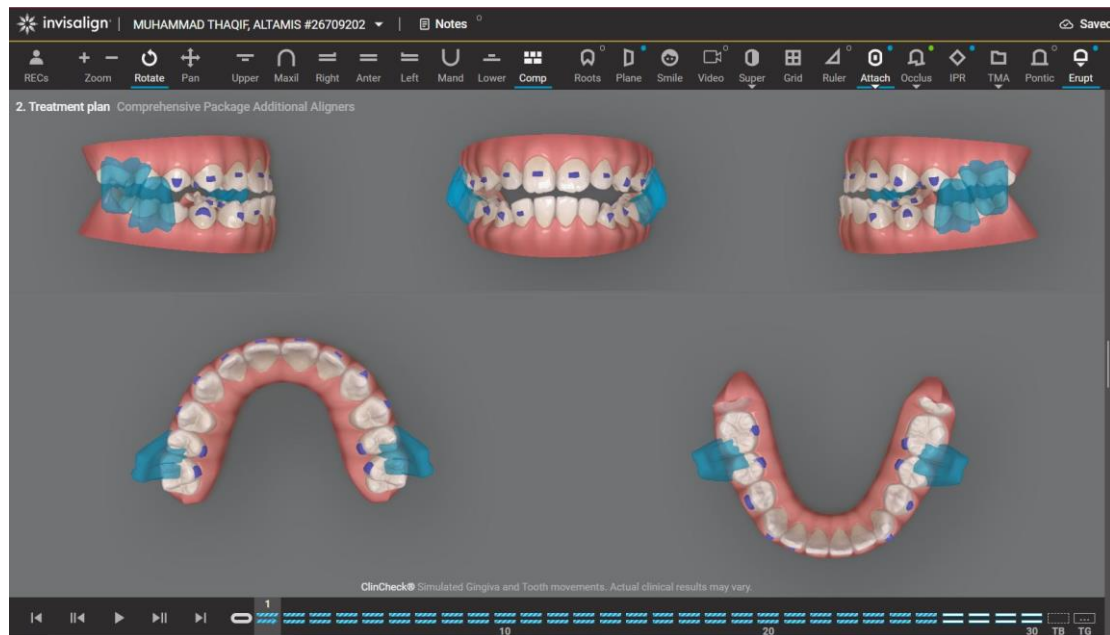 invisalign MUHAMMAD THAQIF, ALTAMIS #26709202 Notes 0 Saved
RECs Zoom Rotate Pan Upper Maxil Right Anter Left Mand Lower Comp Roots Plane Smile Video Super Grid Ruler Attach Occlus IPR TMA Pontic Erupt
2. Treatment plan Comprehensive Package Additional Aligners
ClinCheck® Simulated Gingiva and Tooth movements. Actual clinical results may vary.
1
10 20 30 TB TG